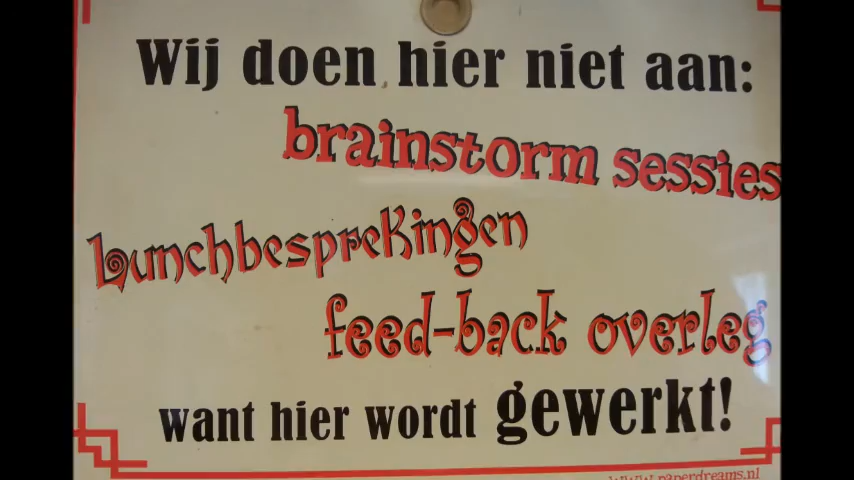 Wij doen hier niet aan:
brainstorm sessies
Lunchbesprekingen
feed-back overleg
want hier wordt gewerkt!
www.paperdreams.nl